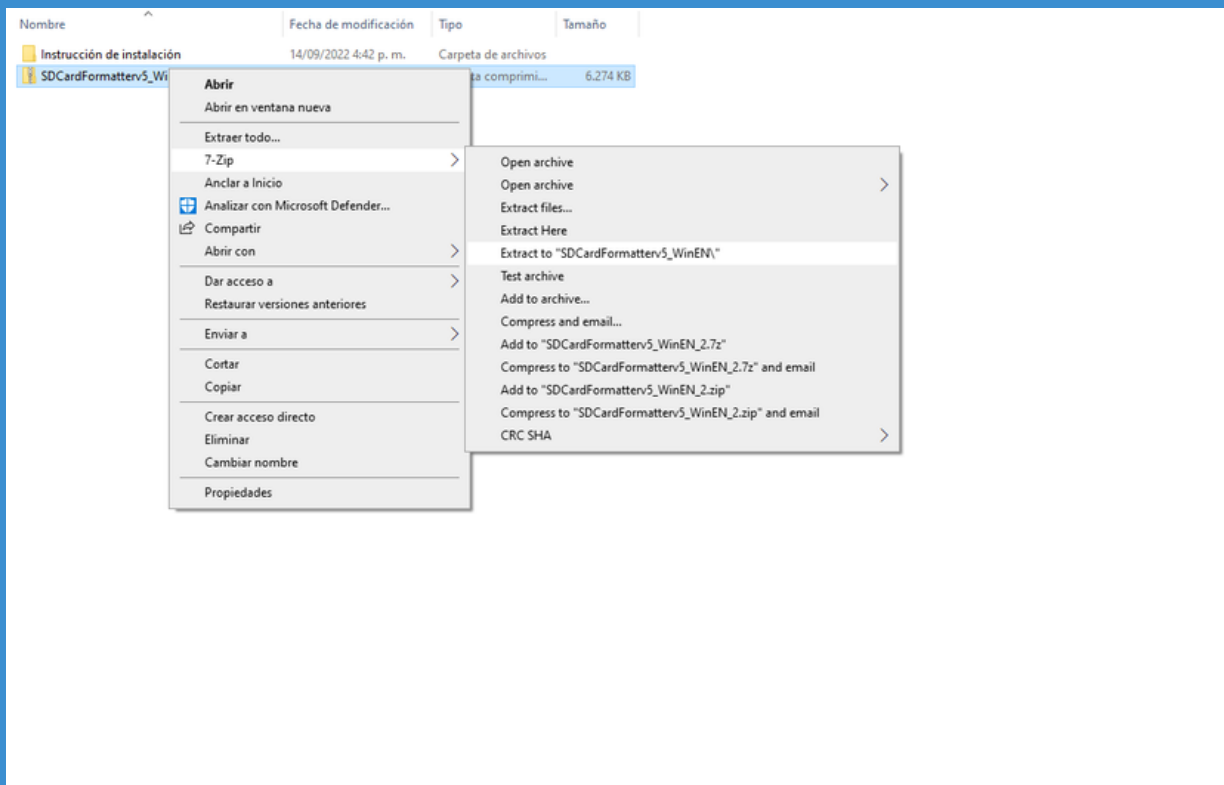 Nombre Fecha de modificación Tipo Tamaño
Instrucción de instalación 14/09/2022 4:42 p. m. Carpeta de archivos
SDCardFormatterv5_Wi ta comprimi... 6.274 KB
Abrir
Abrir en ventana nueva
Extraer todo...
7-Zip
Anclar a Inicio
Analizar con Microsoft Defender...
Compartir
Abrir con
Dar acceso a
Restaurar versiones anteriores
Enviar a
Cortar
Copiar
Crear acceso directo
Eliminar
Cambiar nombre
Propiedades
Open archive
Open archive
Extract files...
Extract Here
Extract to "SDCardFormatterv5_WinEN\"
Test archive
Add to archive...
Compress and email...
Add to "SDCardFormatterv5_WinEN_2.7z"
Compress to "SDCardFormatterv5_WinEN_2.7z" and email
Add to "SDCardFormatterv5_WinEN_2.zip"
Compress to "SDCardFormatterv5_WinEN_2.zip" and email
CRC SHA